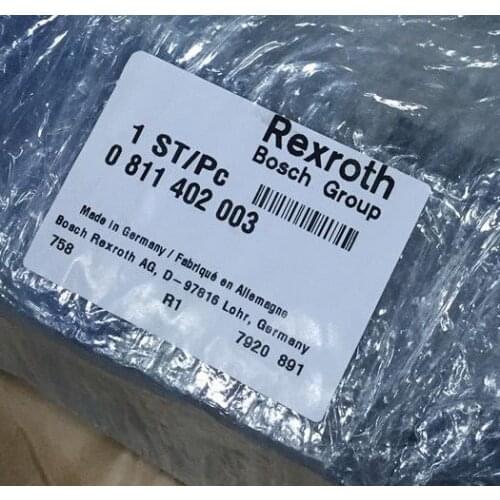 Rexroth
Bosch Group
1 ST/Pc
0 811 402 003
Made in Germany / Fabriqué en Allemagne
Bosch Rexroth AG, D-97816 Lohr, Germany
758
R1
7920 891